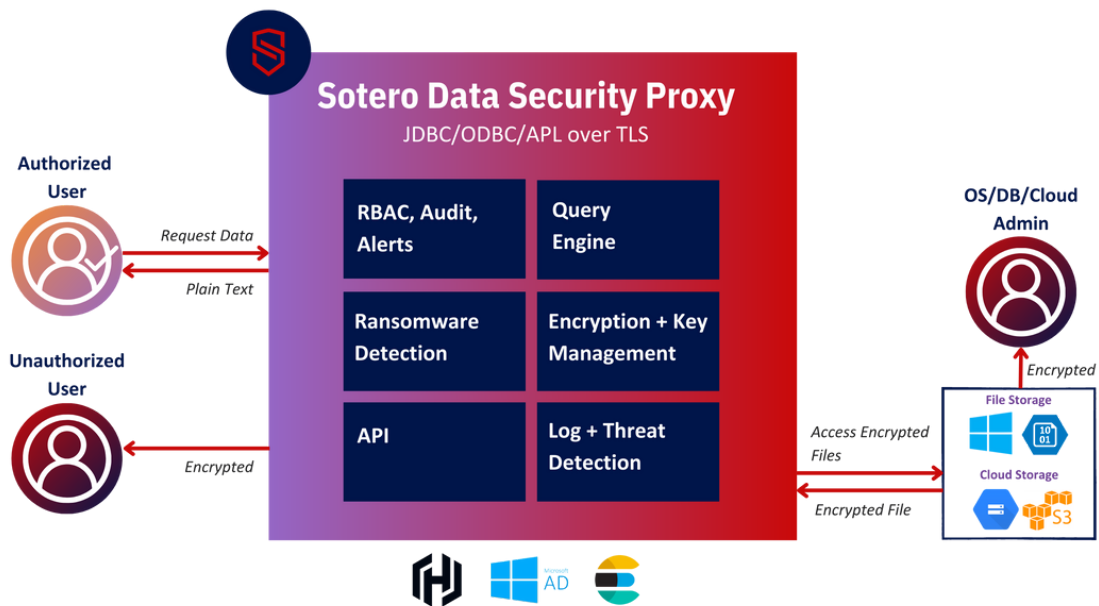 Sotero Data Security Proxy
JDBC/ODBC/APL over TLS
Authorized
User
Request Data
Plain Text
Unauthorized
User
Encrypted
RBAC, Audit,
Alerts
Query
Engine
Ransomware
Detection
Encryption + Key
Management
API
Log + Threat
Detection
OS/DB/Cloud
Admin
Encrypted
Access Encrypted
Files
Encrypted File
File Storage
10
01
Cloud Storage
S3
Microsoft
AD